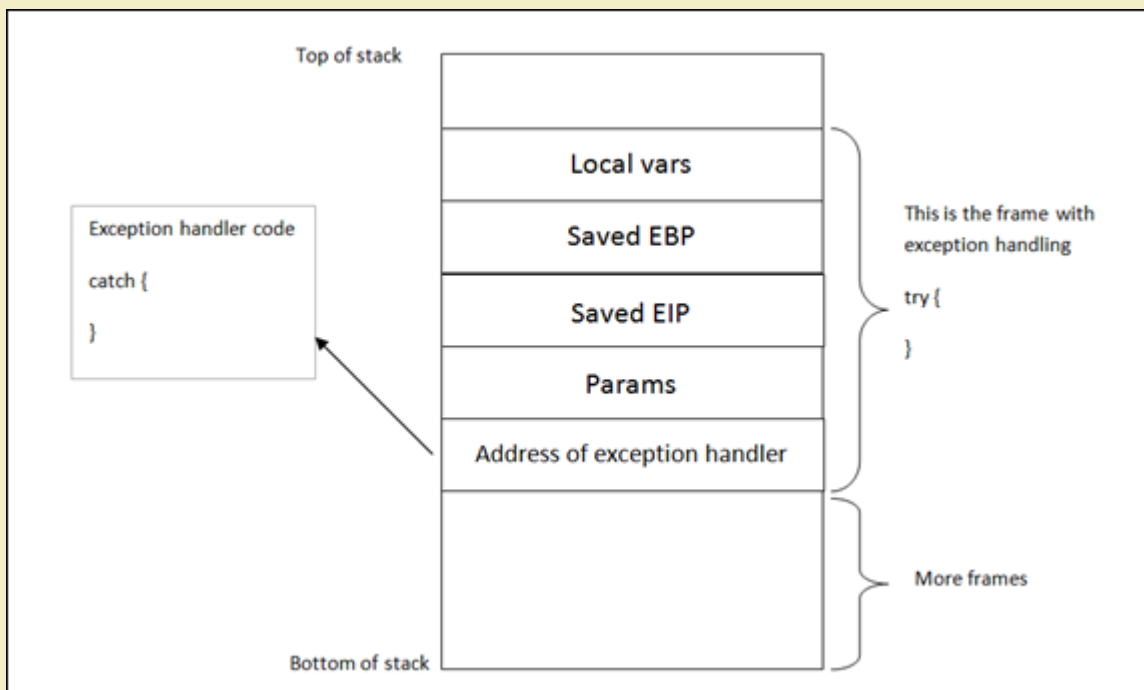 Top of stack
Local vars
Saved EBP
Saved EIP
Params
Address of exception handler
Exception handler code
catch {
}
This is the frame with
exception handling
try {
}
More frames
Bottom of stack